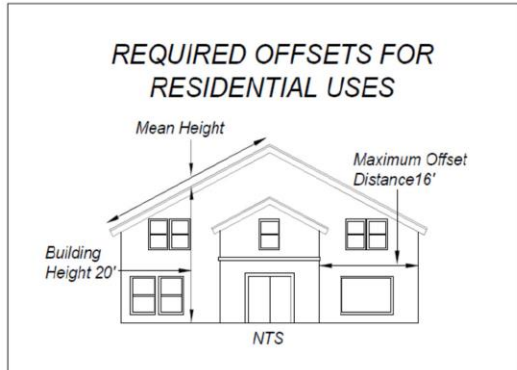 REQUIRED OFFSETS FOR
RESIDENTIAL USES
Mean Height
Maximum Offset
Distance16'
Building
Height 20'
NTS